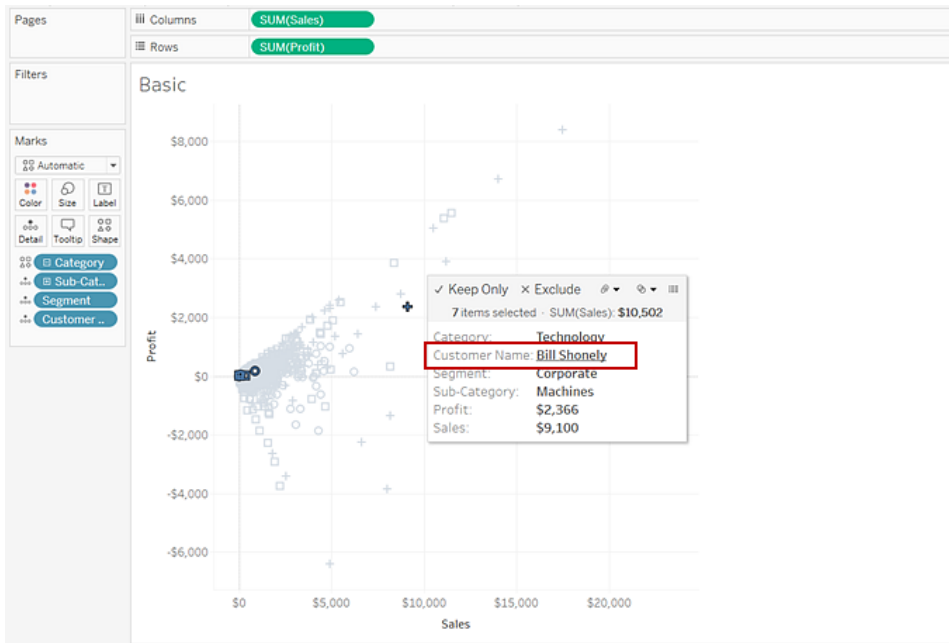 Pages
Columns
SUM(Sales)
Rows
SUM(Profit)
Filters
Marks
Automatic
Color
Size
Label
Detail
Tooltip
Shape
Category
Sub-Cat..
Segment
Customer ..
Basic
$8,000
$6,000
$4,000
$2,000
$0
-$2,000
-$4,000
-$6,000
Profit
$0
$5,000
$10,000
$15,000
$20,000
Sales
✓ Keep Only × Exclude
7 items selected · SUM(Sales): $10,502
Category: Technology
Customer Name: Bill Shonely
Segment: Corporate
Sub-Category: Machines
Profit: $2,366
Sales: $9,100